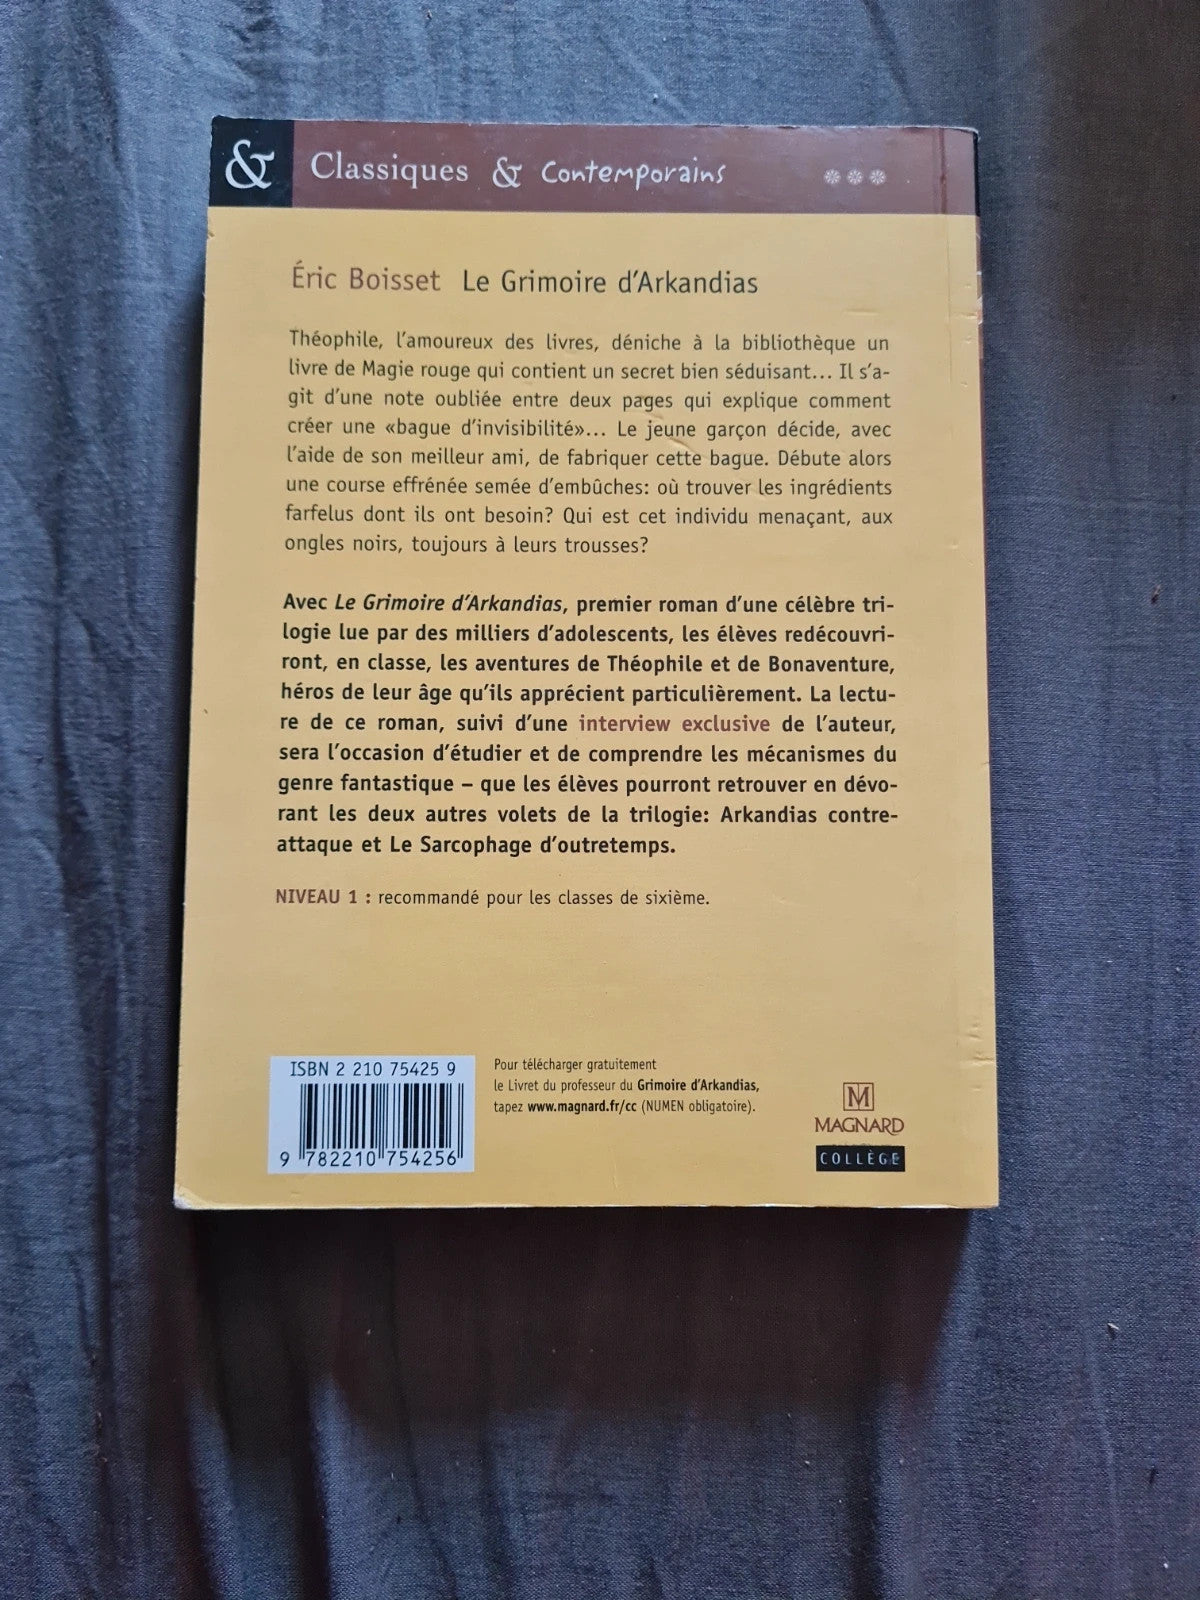 & Classiques & Contemporains ***
Éric Boisset Le Grimoire d'Arkandias
Théophile, l'amoureux des livres, déniche à la bibliothèque un
livre de Magie rouge qui contient un secret bien séduisant... Il s'a-
git d'une note oubliée entre deux pages qui explique comment
créer une «bague d'invisibilité»... Le jeune garçon décide, avec
l'aide de son meilleur ami, de fabriquer cette bague. Débute alors
une course effrénée semée d'embûches: où trouver les ingrédients
farfelus dont ils ont besoin? Qui est cet individu menaçant, aux
ongles noirs, toujours à leurs trousses?
Avec Le Grimoire d'Arkandias, premier roman d'une célèbre tri-
logie lue par des milliers d'adolescents, les élèves redécouvri-
ront, en classe, les aventures de Théophile et de Bonaventure,
héros de leur âge qu'ils apprécient particulièrement. La lectu-
re de ce roman, suivi d'une interview exclusive de l'auteur,
sera l'occasion d'étudier et de comprendre les mécanismes du
genre fantastique – que les élèves pourront retrouver en dévo-
rant les deux autres volets de la trilogie: Arkandias contre-
attaque et Le Sarcophage d'outretemps.
NIVEAU 1 : recommandé pour les classes de sixième.
ISBN 2 210 75425 9
9 782210 754256
Pour télécharger gratuitement
le Livret du professeur du Grimoire d'Arkandias,
tapez www.magnard.fr/cc (NUMEN obligatoire).
M
MAGNARD
COLLÈGE